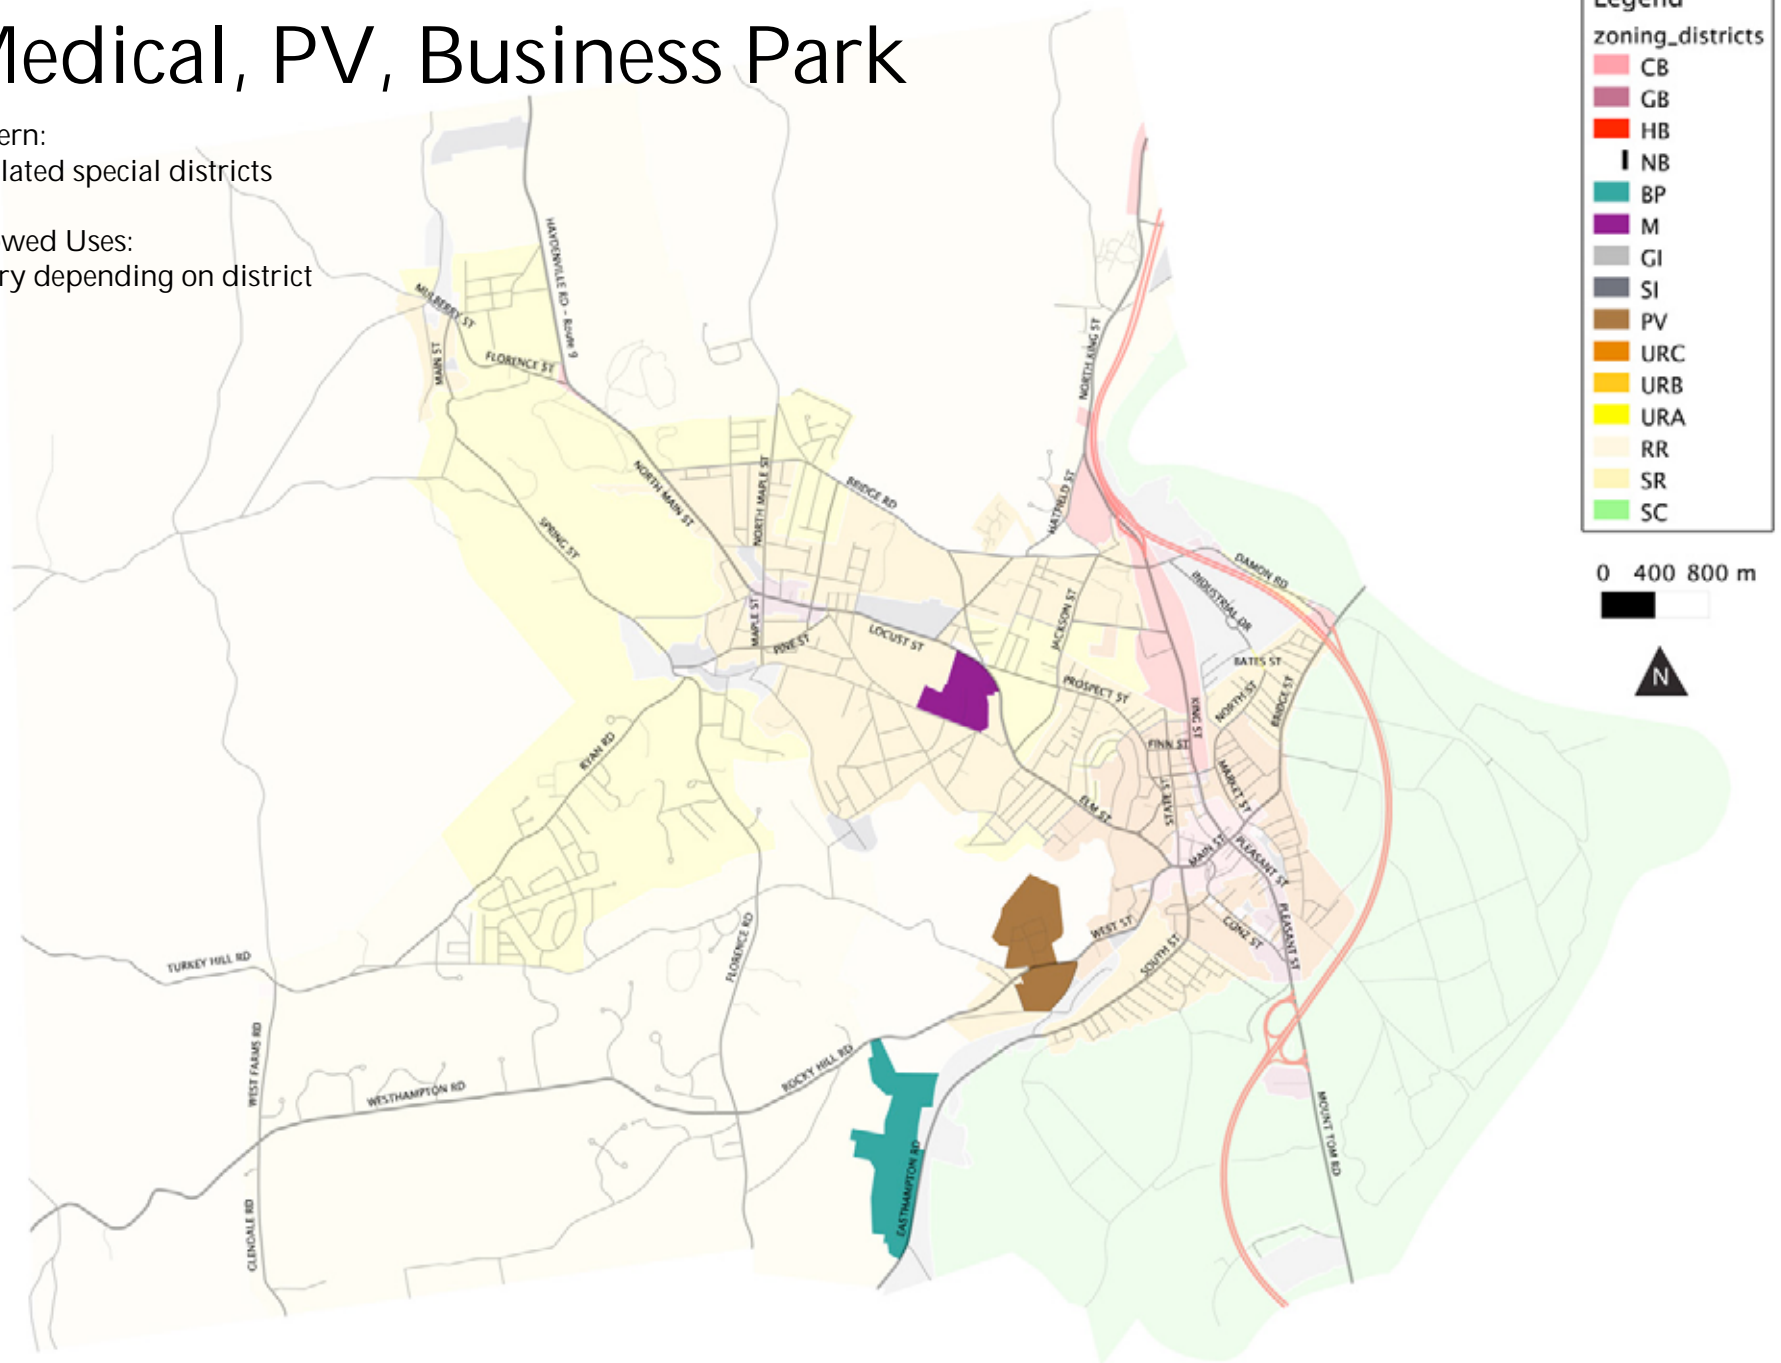 Medical, PV, Business Park
ern:
lated special districts
wed Uses:
ry depending on district
Legend
zoning_districts
CB
GB
HB
NB
BP
M
GI
SI
PV
URC
URB
URA
RR
SR
SC
0 400 800 m
N
HAYDENVILLE RD - Route 9
MULBERRY ST
MAIN ST
FLORENCE ST
NORTH KING ST
NORTH MAIN ST
NORTH MAPLE ST
BRIDGE RD
HATFIELD ST
SPRING ST
DAMON RD
INDUSTRIAL DR
MAPLE ST
PINE ST
LOCUST ST
JACKSON ST
BATES ST
PROSPECT ST
NORTH ST
BRIDGE ST
KING ST
RYAN RD
FINN ST
MARKET ST
STATE ST
ELM ST
MAIN ST
PLEASANT ST
FLORENCE RD
WEST ST
SOUTH ST
CONZ ST
PLEASANT ST
TURKEY HILL RD
WEST FARMS RD
WESTHAMPTON RD
ROCKY HILL RD
EASTHAMPTON RD
MOUNT TOM RD
GLENDALE RD